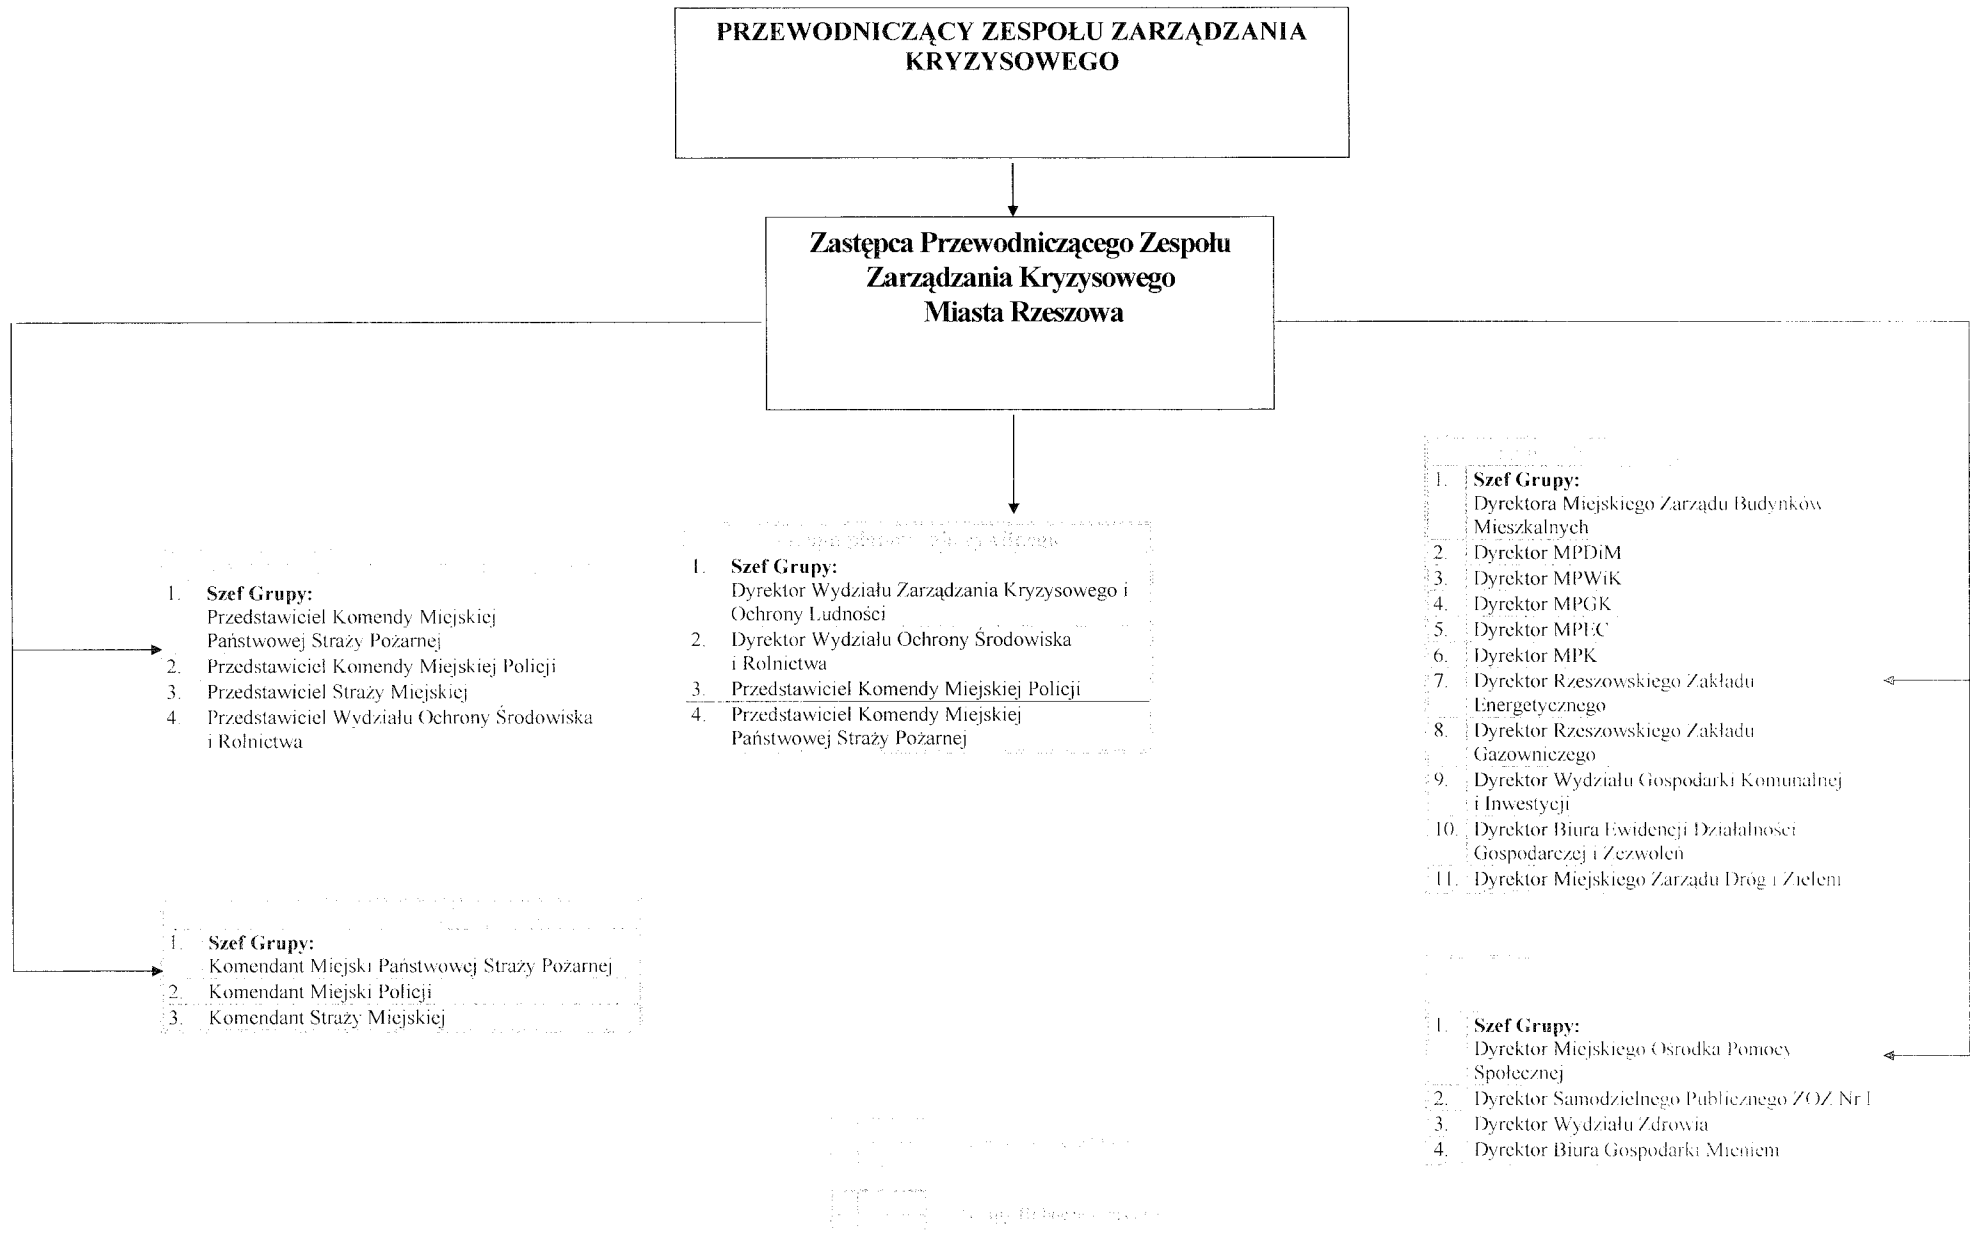 PRZEWODNICZĄCY ZESPOŁU ZARZĄDZANIA
KRYZYSOWEGO
Zastępca Przewodniczącego Zespołu
Zarządzania Kryzysowego
Miasta Rzeszowa
1. Szef Grupy:
Przedstawiciel Komendy Miejskiej
Państwowej Straży Pożarnej
2. Przedstawiciel Komendy Miejskiej Policji
3. Przedstawiciel Straży Miejskiej
4. Przedstawiciel Wydziału Ochrony Środowiska
i Rolnictwa
1. Szef Grupy:
Komendant Miejski Państwowej Straży Pożarnej
2. Komendant Miejski Policji
3. Komendant Straży Miejskiej
1. Szef Grupy:
Dyrektor Wydziału Zarządzania Kryzysowego i
Ochrony Ludności
2. Dyrektor Wydziału Ochrony Środowiska
i Rolnictwa
3. Przedstawiciel Komendy Miejskiej Policji
4. Przedstawiciel Komendy Miejskiej
Państwowej Straży Pożarnej
1. Szef Grupy:
Dyrektora Miejskiego Zarządu Budynków
Mieszkalnych
2. Dyrektor MPDiM
3. Dyrektor MPWiK
4. Dyrektor MPGK
5. Dyrektor MPEC
6. Dyrektor MPK
7. Dyrektor Rzeszowskiego Zakładu
Energetycznego
8. Dyrektor Rzeszowskiego Zakładu
Gazowniczego
9. Dyrektor Wydziału Gospodarki Komunalnej
i Inwestycji
10. Dyrektor Biura Ewidencji Działalności
Gospodarczej i Zezwoleń
11. Dyrektor Miejskiego Zarządu Dróg i Zieleni
1. Szef Grupy:
Dyrektor Miejskiego Ośrodka Pomocy
Społecznej
2. Dyrektor Samodzielnego Publicznego ZOZ Nr 1
3. Dyrektor Wydziału Zdrowia
4. Dyrektor Biura Gospodarki Mieniem